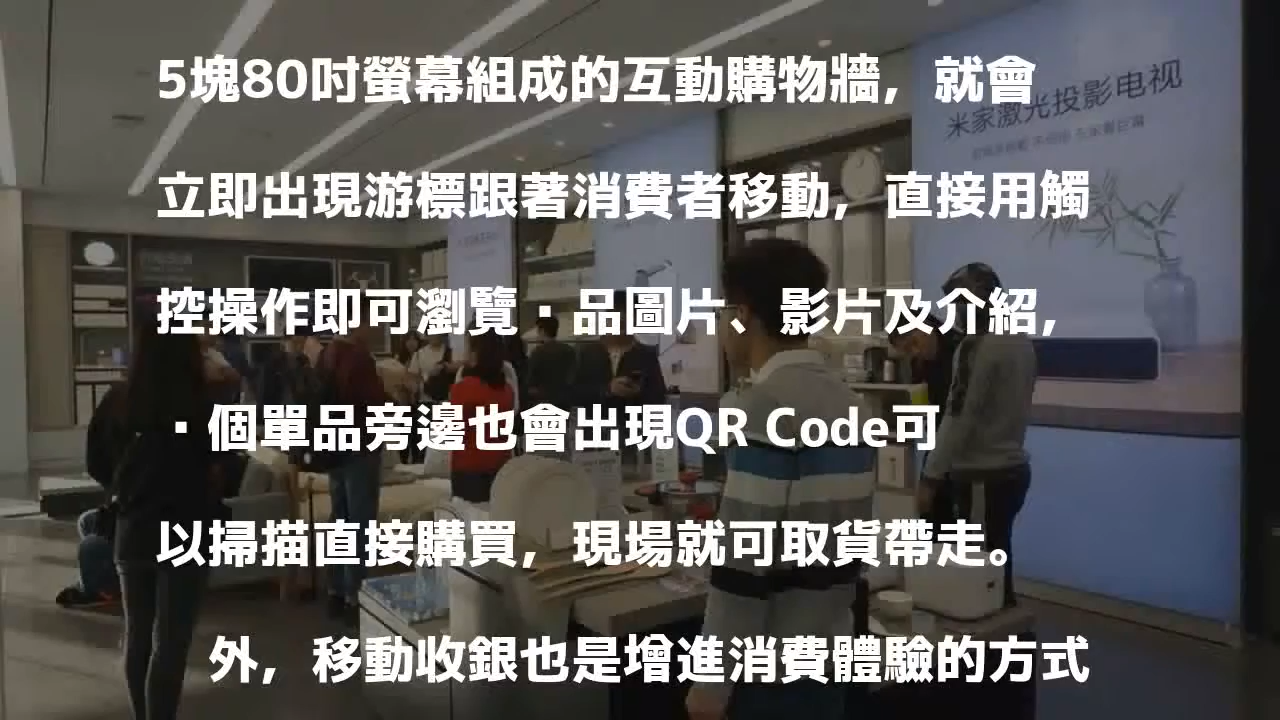 5塊80吋螢幕組成的互動購物牆，就會
立即出現游標跟著消費者移動，直接用觸
控操作即可瀏覽·品圖片、影片及介紹，
·個單品旁邊也會出現QR Code可
以掃描直接購買，現場就可取貨帶走。
外，移動收銀也是增進消費體驗的方式
米家激光投影电视